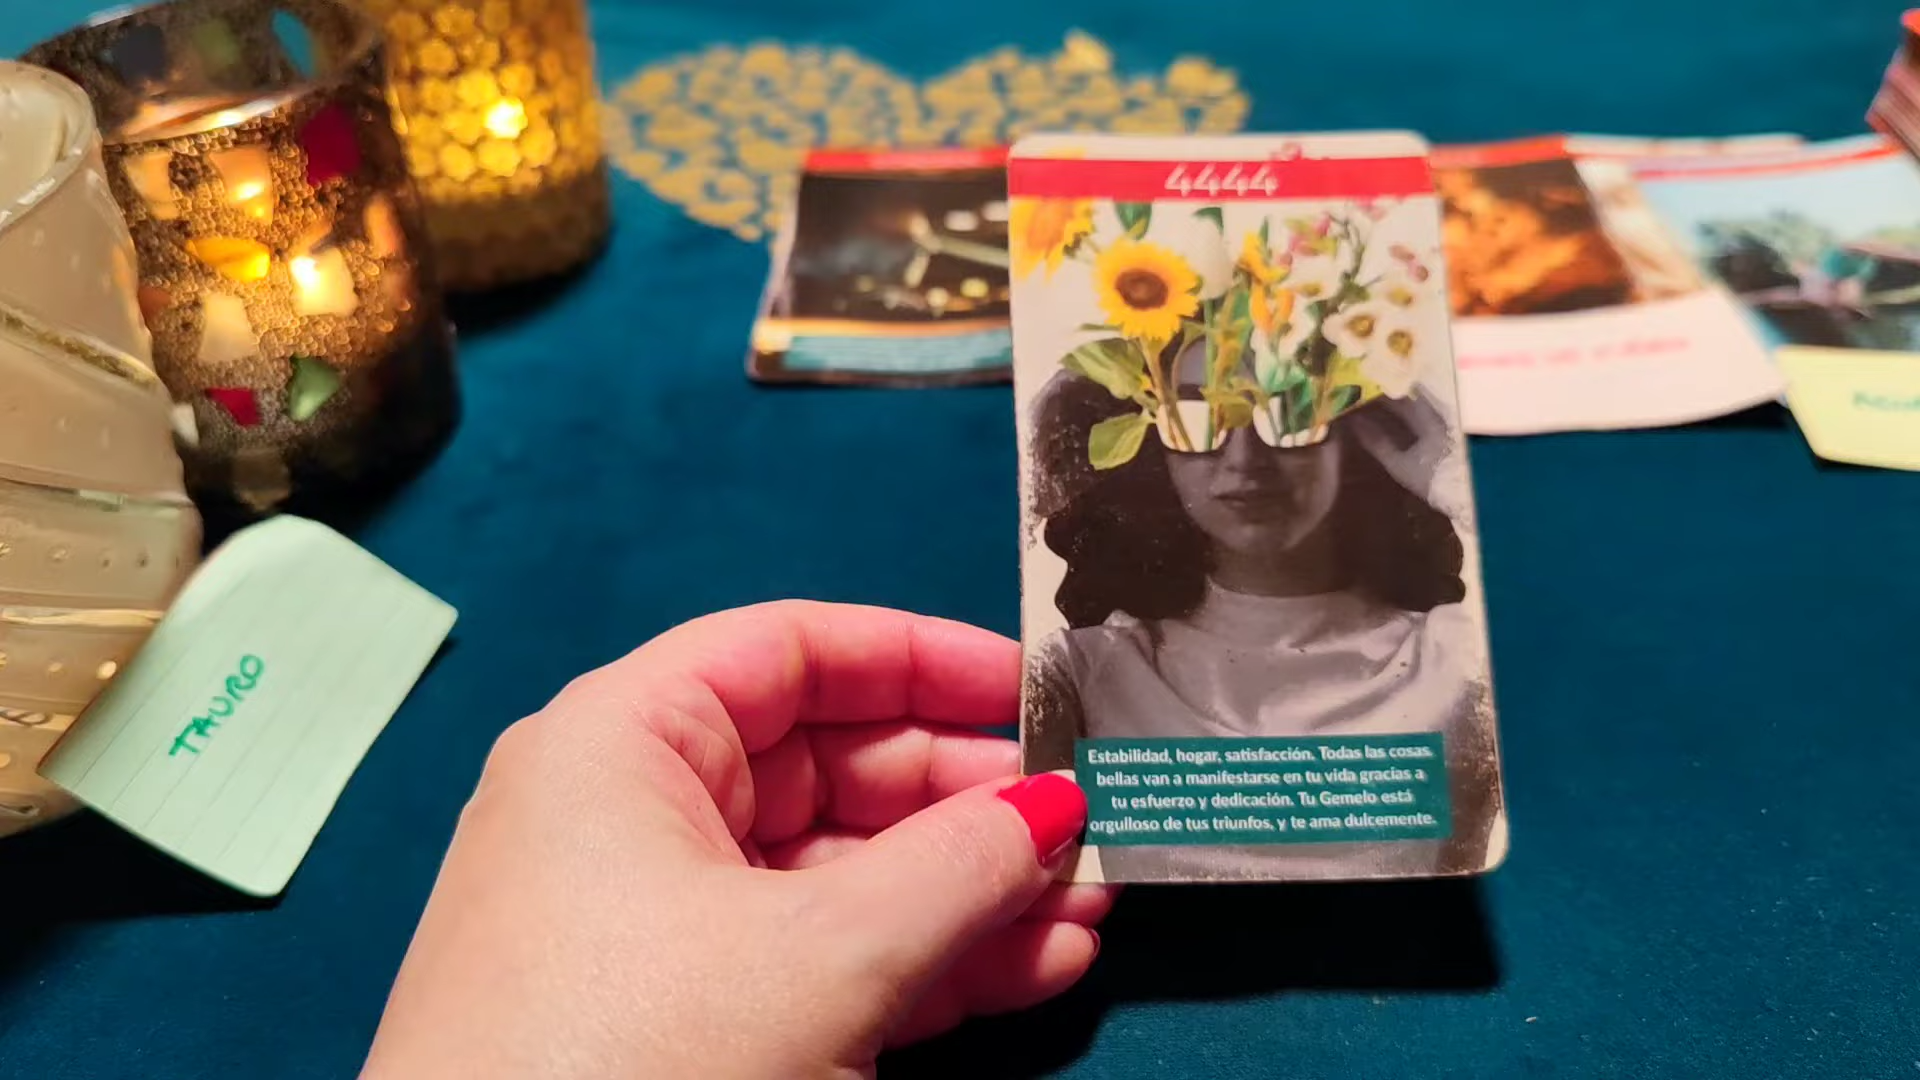 4444
TAURO
Estabilidad, hogar, satisfacción. Todas las cosas
bellas van a manifestarse en tu vida gracias a
tu esfuerzo y dedicación. Tu Gemelo está
orgulloso de tus triunfos, y te ama dulcemente.